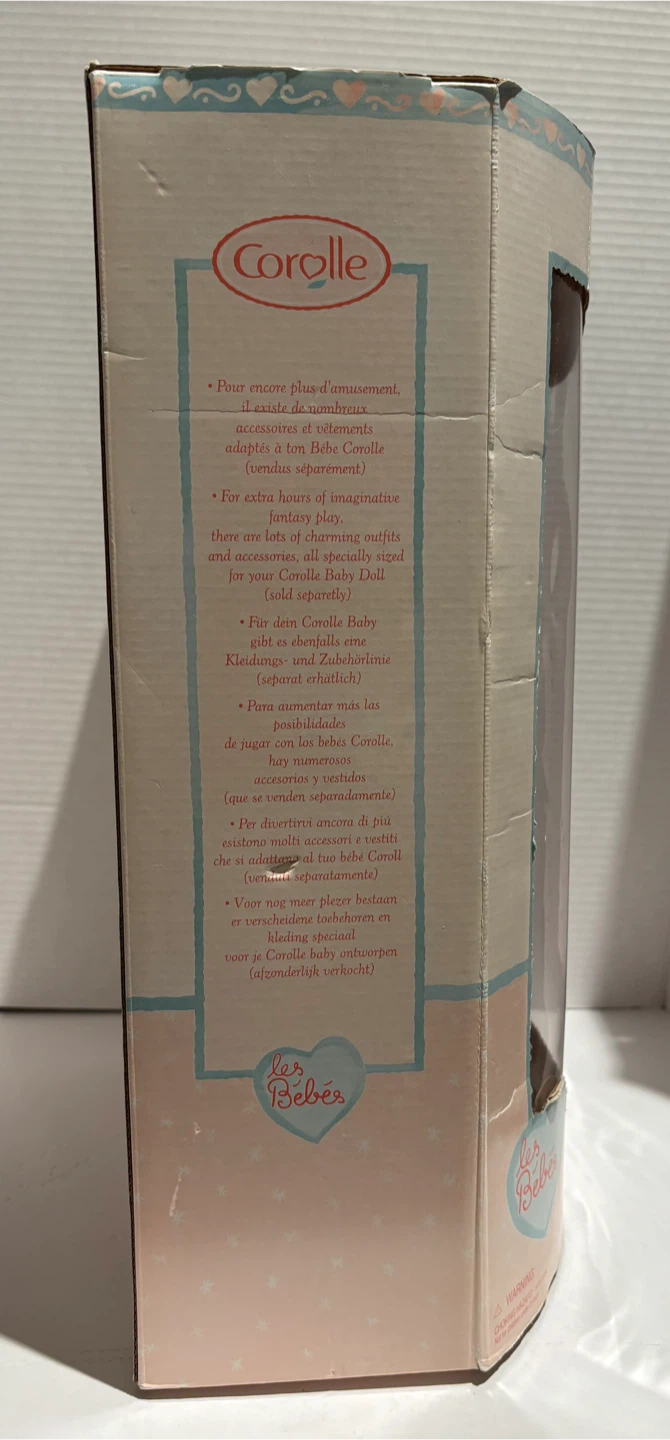 Corolle
• Pour encore plus d'amusement,
il existe de nombreux
accessoires et vêtements
adaptés à ton Bébe Corolle
(vendus séparément)
• For extra hours of imaginative
fantasy play,
there are lots of charming outfits
and accessories, all specially sized
for your Corolle Baby Doll
(sold separetly)
• Für dein Corolle Baby
gibt es ebenfalls eine
Kleidungs- und Zubehörlinie
(separat erhätlich)
• Para aumentar más las
posibilidades
de jugar con los bebés Corolle,
hay numerosos
accesorios y vestidos
(que se venden separadamente)
• Per divertirvi ancora di piú
esistono molti accessori e vestiti
che si adattano al tuo bébé Coroll
(venduti separatamente)
• Voor nog meer plezer bestaan
er verscheidene toebehoren en
kleding speciaal
voor je Corolle baby ontworpen
(afzonderlijk verkocht)
les
Bébés
les
Bébés
WARNING
CHOKING HAZARD